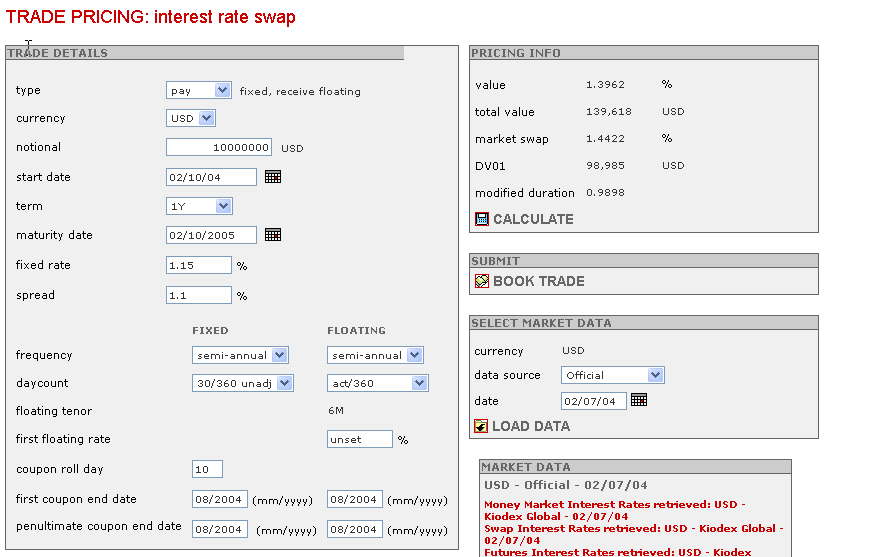 TRADE PRICING: interest rate swap
TRADE DETAILS
type pay fixed, receive floating
currency USD
notional 10000000 USD
start date 02/10/04
term 1Y
maturity date 02/10/2005
fixed rate 1.15 %
spread 1.1 %
FIXED FLOATING
frequency semi-annual semi-annual
daycount 30/360 unadj act/360
floating tenor 6M
first floating rate unset %
coupon roll day 10
first coupon end date 08/2004 (mm/yyyy) 08/2004 (mm/yyyy)
penultimate coupon end date 08/2004 (mm/yyyy) 08/2004 (mm/yyyy)
PRICING INFO
value 1.3962 %
total value 139,618 USD
market swap 1.4422 %
DV01 98,985 USD
modified duration 0.9898
CALCULATE
SUBMIT
BOOK TRADE
SELECT MARKET DATA
currency USD
data source Official
date 02/07/04
LOAD DATA
MARKET DATA
USD - Official - 02/07/04
Money Market Interest Rates retrieved: USD -
Kiodex Global - 02/07/04
Swap Interest Rates retrieved: USD - Kiodex Global -
02/07/04
Futures Interest Rates retrieved: USD - Kiodex